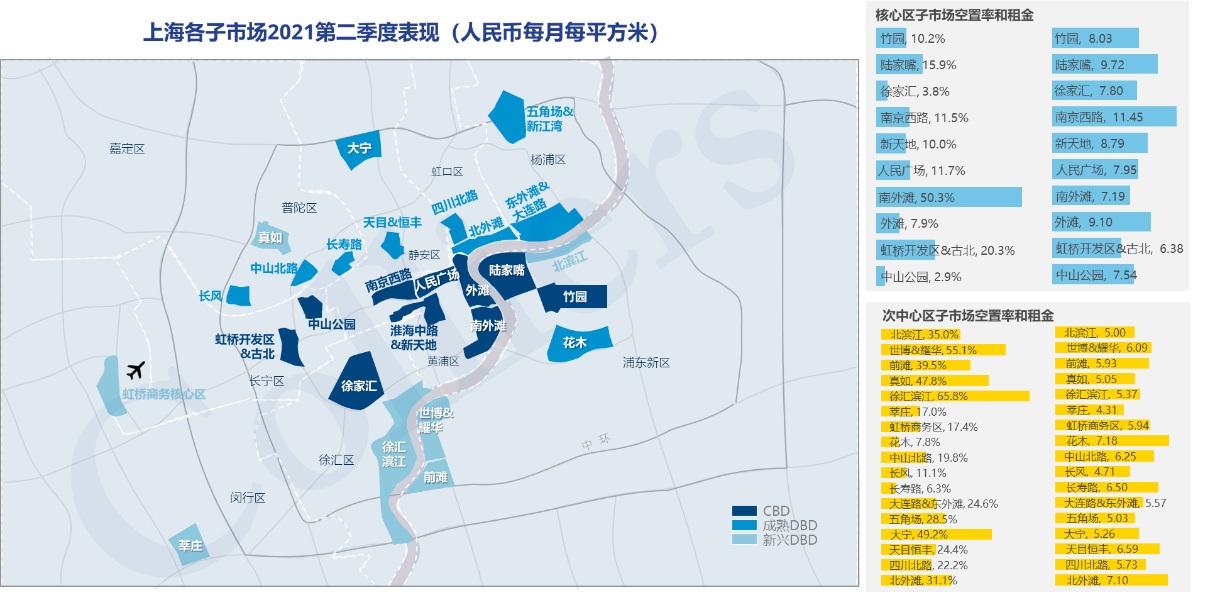 上海各子市场2021第二季度表现（人民币每月每平方米）
嘉定区
大宁
五角场&
新江湾
杨浦区
虹口区
普陀区
真如
天目&恒丰
四川北路
东外滩&
大连路
北外滩
长寿路
静安区
中山北路
北滨江
长风
南京西路
人民广场
外滩
陆家嘴
竹园
中山公园
淮海中路
&新天地
南外滩
虹桥开发区
&古北
花木
黄浦区
浦东新区
长宁区
徐家汇
虹桥商务核心区
世博&
耀华
徐汇
滨江
前滩
中 环
徐汇区
闵行区
莘庄
CBD
成熟DBD
新兴DBD
Colliers
核心区子市场空置率和租金
竹园, 10.2%
竹园, 8.03
陆家嘴, 15.9%
陆家嘴, 9.72
徐家汇, 3.8%
徐家汇, 7.80
南京西路, 11.5%
南京西路, 11.45
新天地, 10.0%
新天地, 8.79
人民广场, 11.7%
人民广场, 7.95
南外滩, 50.3%
南外滩, 7.19
外滩, 7.9%
外滩, 9.10
虹桥开发区&古北, 20.3%
虹桥开发区&古北, 6.38
中山公园, 2.9%
中山公园, 7.54
次中心区子市场空置率和租金
北滨江, 35.0%
北滨江, 5.00
世博&耀华, 55.1%
世博&耀华, 6.09
前滩, 39.5%
前滩, 5.93
真如, 47.8%
真如, 5.05
徐汇滨江, 65.8%
徐汇滨江, 5.37
莘庄, 17.0%
莘庄, 4.31
虹桥商务区, 17.4%
虹桥商务区, 5.94
花木, 7.8%
花木, 7.18
中山北路, 19.8%
中山北路, 6.25
长风, 11.1%
长风, 4.71
长寿路, 6.3%
长寿路, 6.50
大连路&东外滩, 24.6%
大连路&东外滩, 5.57
五角场, 28.5%
五角场, 5.03
大宁, 49.2%
大宁, 5.26
天目恒丰, 24.4%
天目恒丰, 6.59
四川北路, 22.2%
四川北路, 5.73
北外滩, 31.1%
北外滩, 7.10